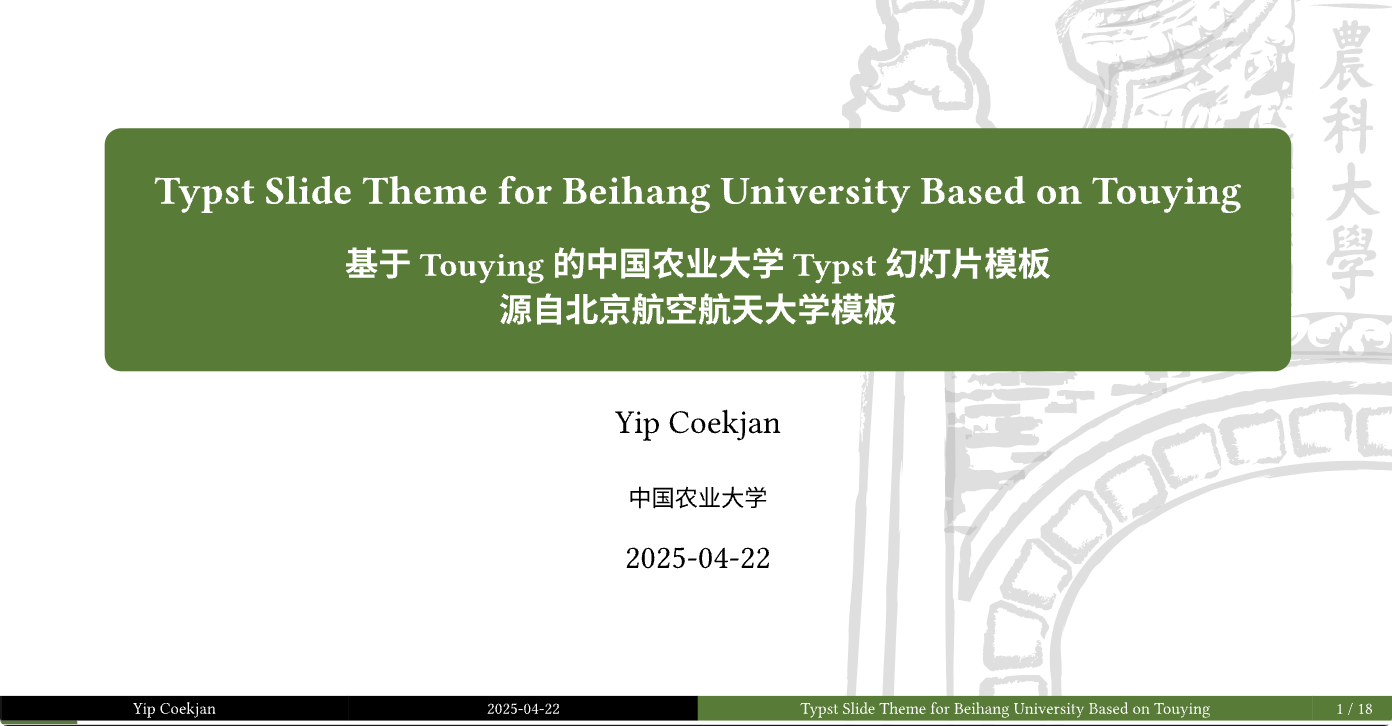 農
科
大
學
Typst Slide Theme for Beihang University Based on Touying
基于 Touying 的中国农业大学 Typst 幻灯片模板
源自北京航空航天大学模板
Yip Coekjan
中国农业大学
2025-04-22
Yip Coekjan
2025-04-22
Typst Slide Theme for Beihang University Based on Touying
1 / 18